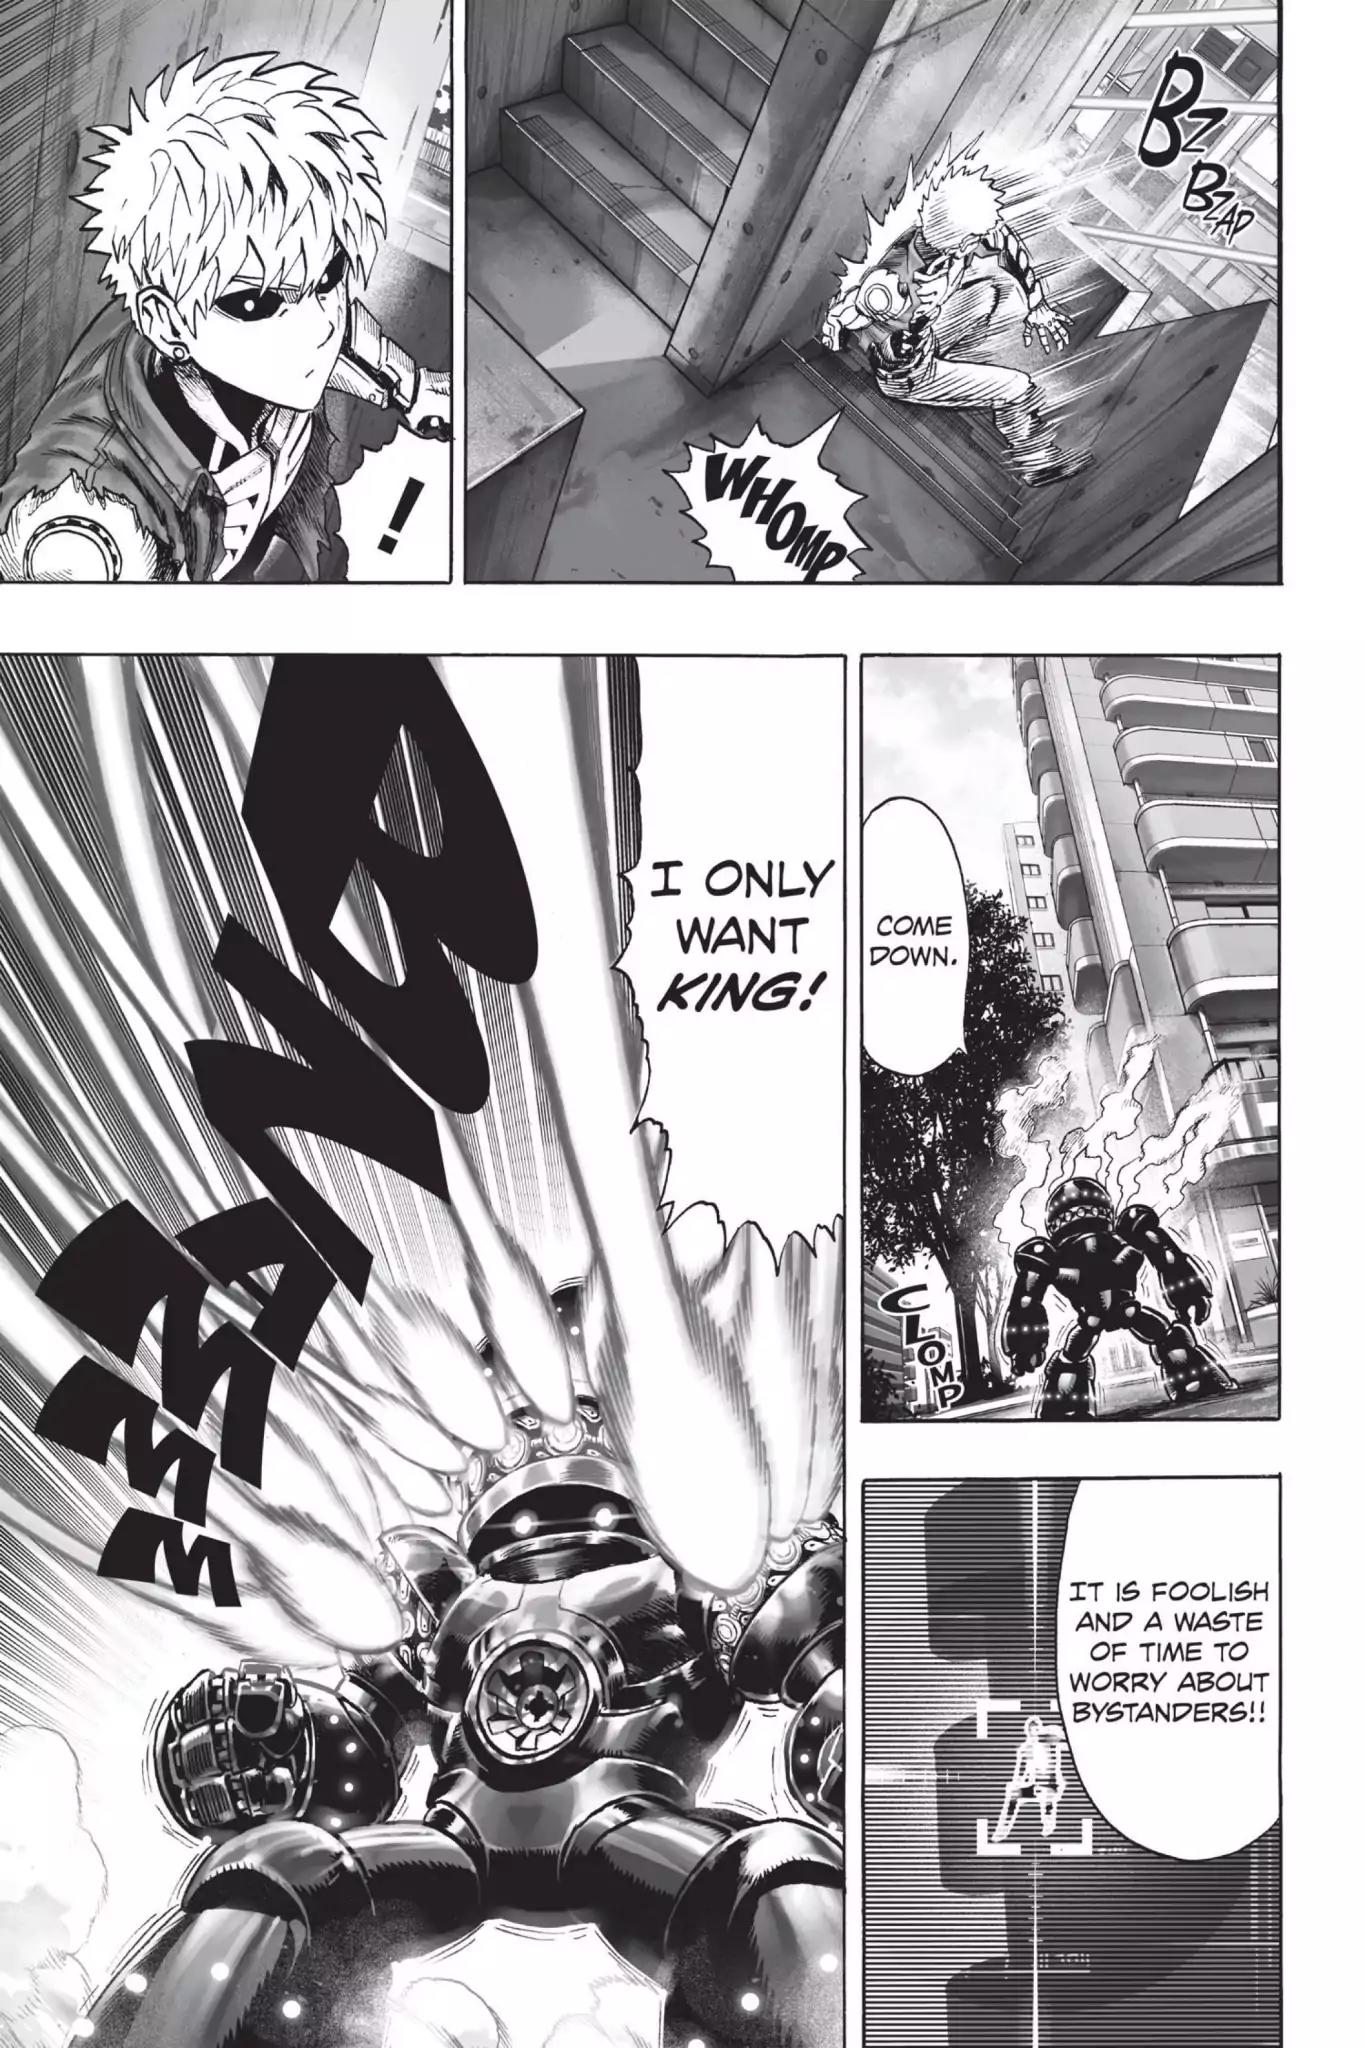 BZ
BZAP
WHOMP
!
COME
DOWN.
CLOMP
IT IS FOOLISH
AND A WASTE
OF TIME TO
WORRY ABOUT
BYSTANDERS!!
I ONLY
WANT
KING!